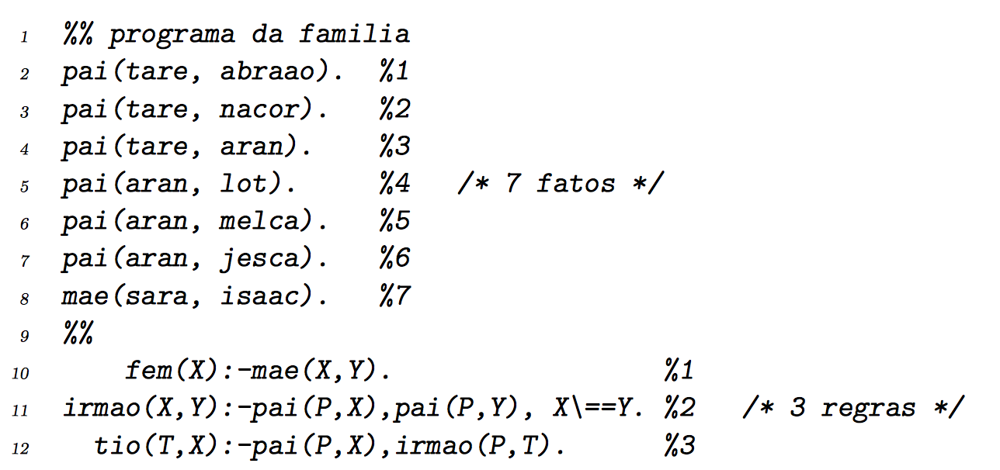 1 %% programa da familia
2 pai(tare, abraao). %1
3 pai(tare, nacor). %2
4 pai(tare, aran). %3
5 pai(aran, lot). %4 /* 7 fatos */
6 pai(aran, melca). %5
7 pai(aran, jesca). %6
8 mae(sara, isaac). %7
9 %%
10 fem(X):-mae(X,Y). %1
11 irmao(X,Y):-pai(P,X),pai(P,Y), X\==Y. %2 /* 3 regras */
12 tio(T,X):-pai(P,X),irmao(P,T). %3